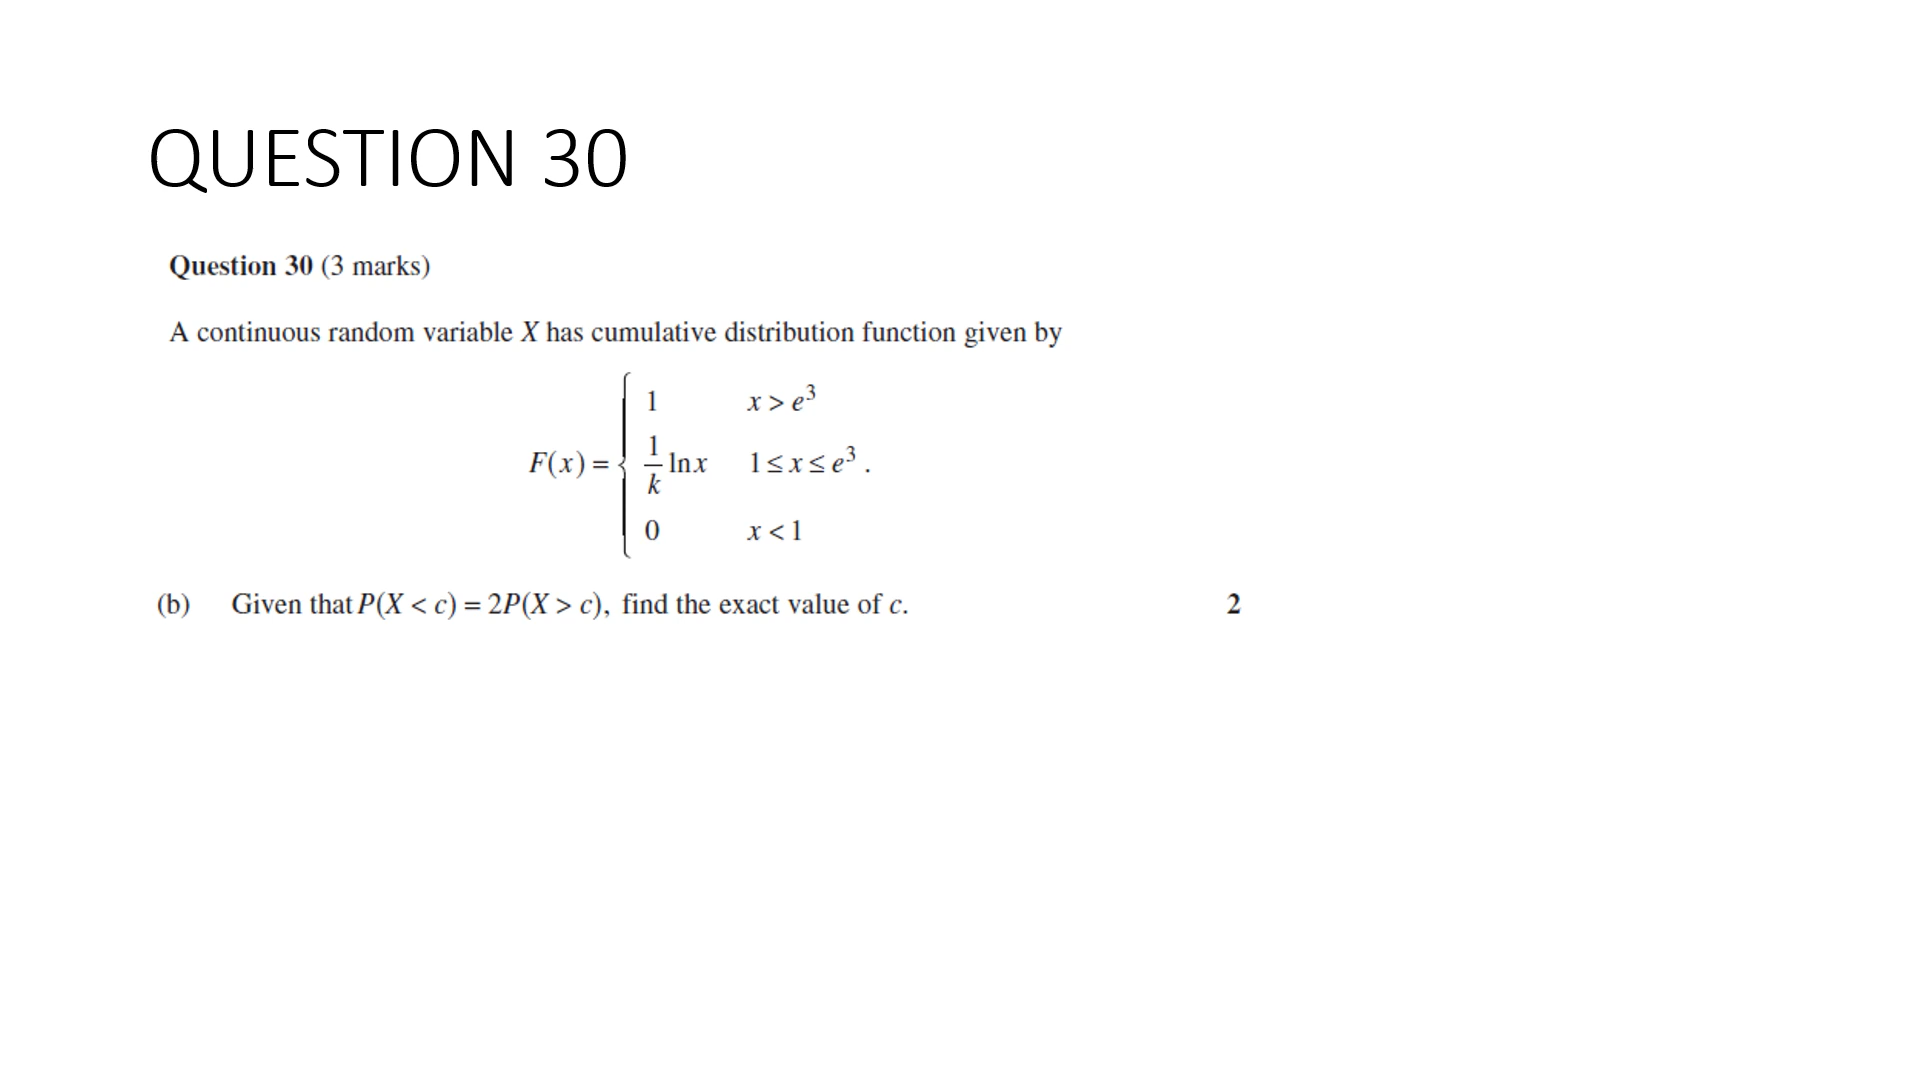 QUESTION 30
Question 30 (3 marks)
A continuous random variable X has cumulative distribution function given by
1 x > e³
F(x) = { 1/k ln x 1 ≤ x ≤ e³ .
0 x < 1
(b) Given that P(X < c) = 2P(X > c), find the exact value of c. 2